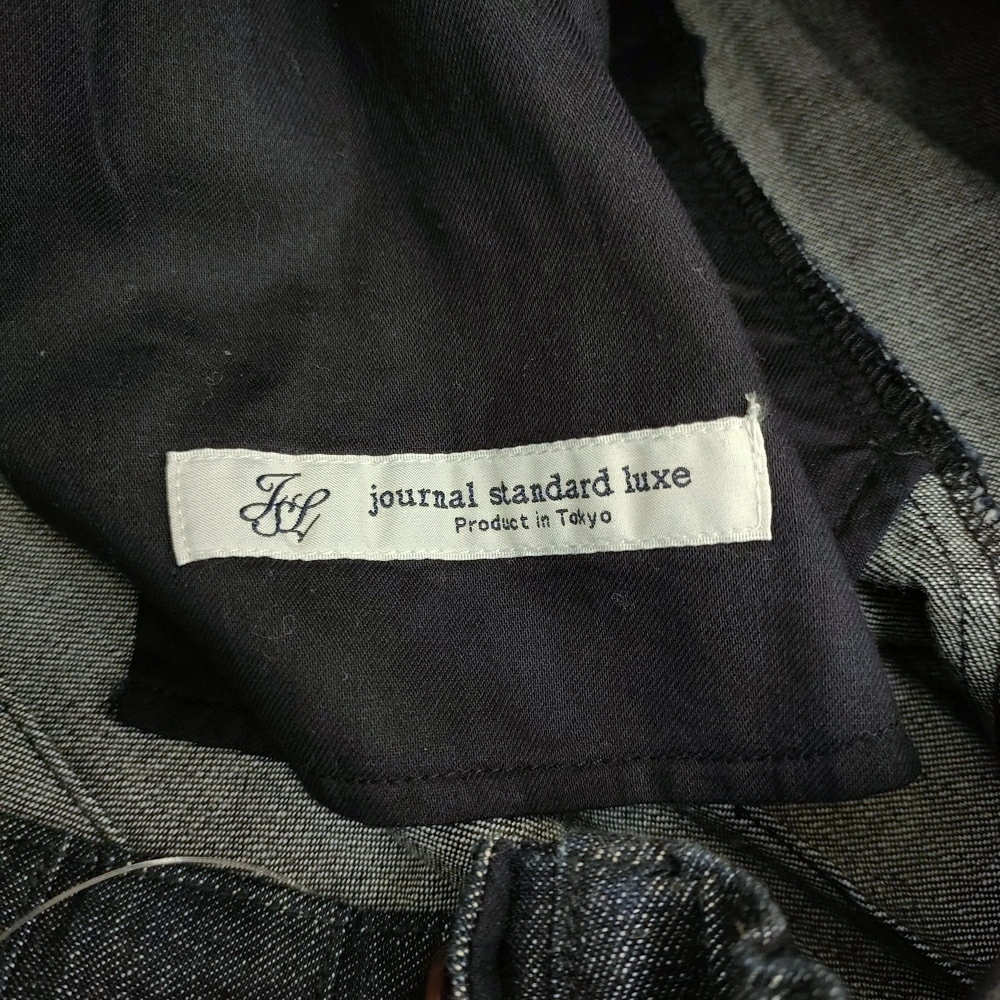 JSL journal standard luxe
Product in Tokyo